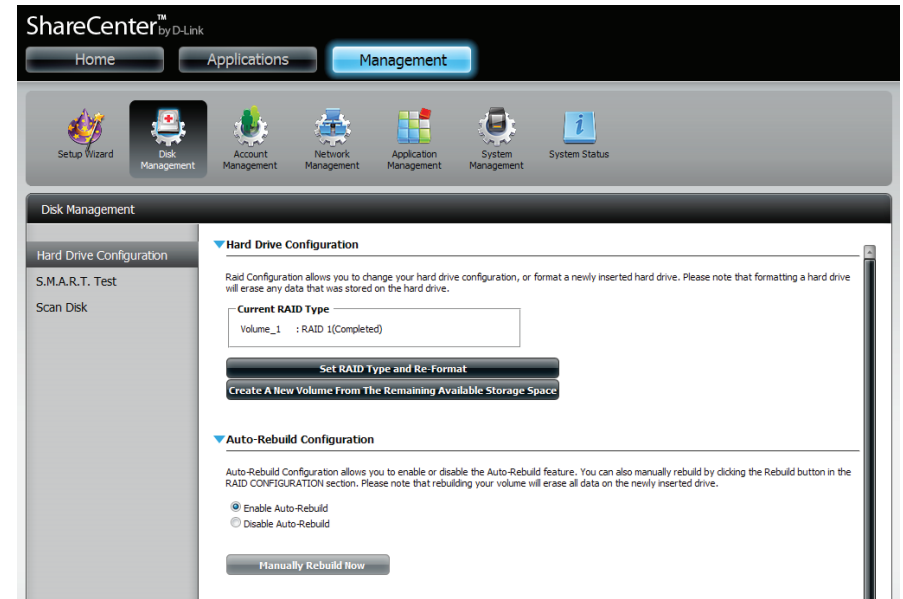 ShareCenter™ by D-Link
Home Applications Management
Setup Wizard
Disk Management
Account Management
Network Management
Application Management
System Management
System Status
Disk Management
Hard Drive Configuration
S.M.A.R.T. Test
Scan Disk
Hard Drive Configuration
Raid Configuration allows you to change your hard drive configuration, or format a newly inserted hard drive. Please note that formatting a hard drive
will erase any data that was stored on the hard drive.
Current RAID Type
Volume_1 : RAID 1(Completed)
Set RAID Type and Re-Format
Create A New Volume From The Remaining Available Storage Space
Auto-Rebuild Configuration
Auto-Rebuild Configuration allows you to enable or disable the Auto-Rebuild feature. You can also manually rebuild by clicking the Rebuild button in the
RAID CONFIGURATION section. Please note that rebuilding your volume will erase all data on the newly inserted drive.
Enable Auto-Rebuild
Disable Auto-Rebuild
Manually Rebuild Now